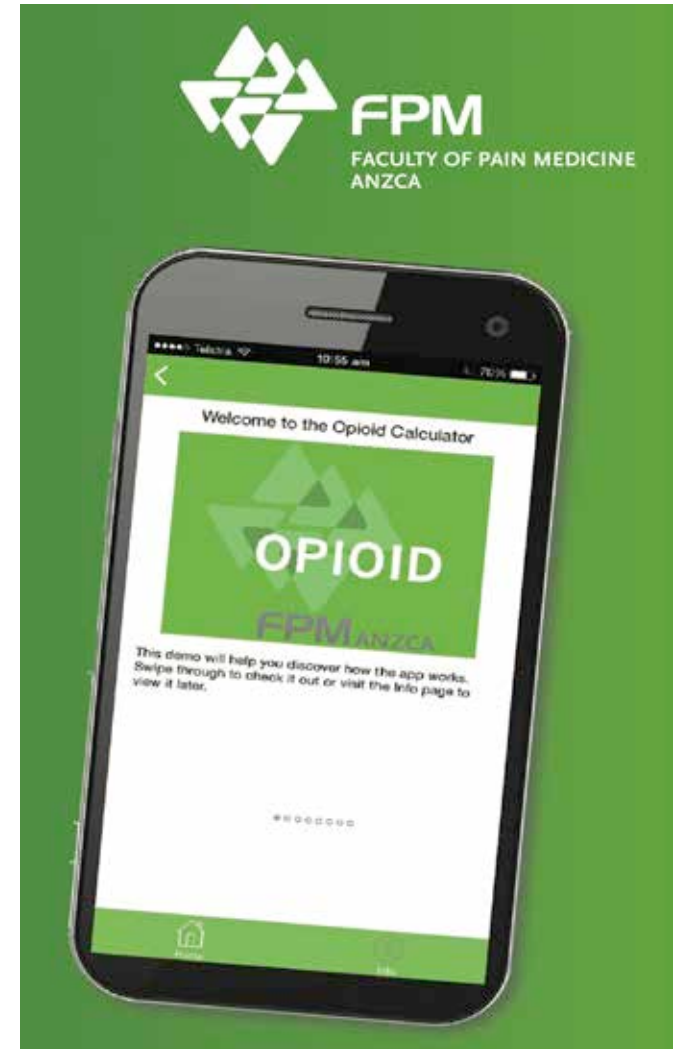 FPM
FACULTY OF PAIN MEDICINE
ANZCA
Telstra
10:55 am
76%
Welcome to the Opioid Calculator
OPIOID
FPM ANZCA
This demo will help you discover how the app works.
Swipe through to check it out or visit the Info page to
view it later.
Home
Info